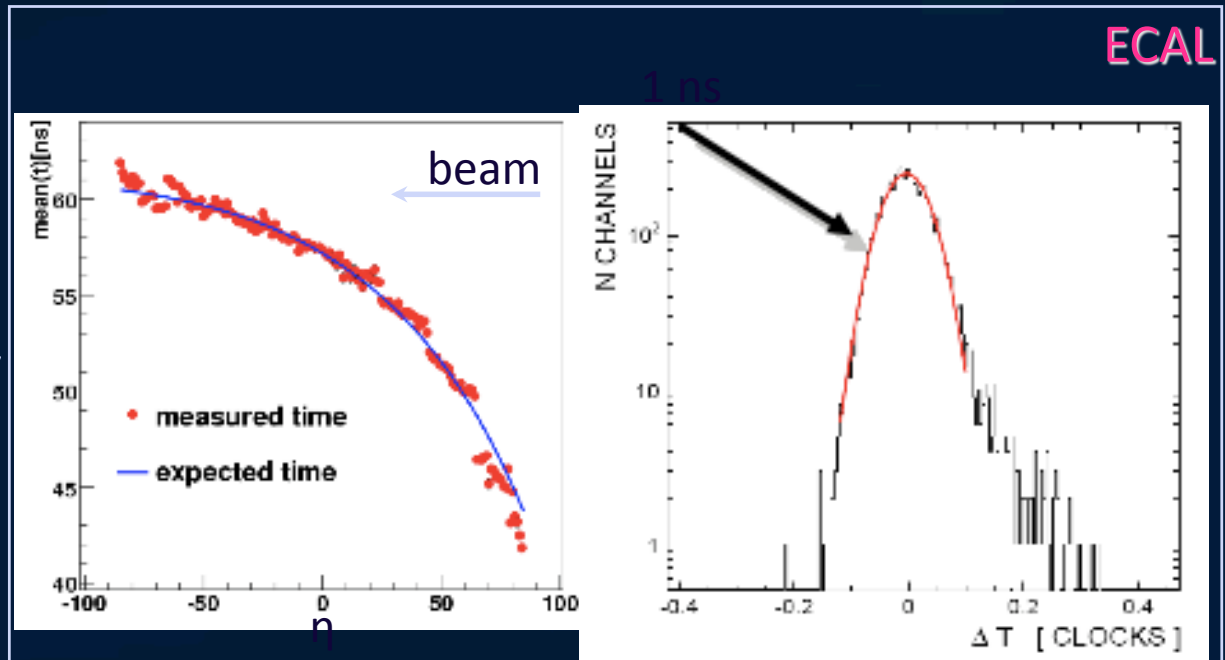 ECAL
1 ns
mean(t)[ns]
60
55
50
45
40
beam
measured time
expected time
-100
-50
0
50
100
η
N CHANNELS
10²
10
1
-0.4
-0.2
0
0.2
0.4
Δ T [ CLOCKS ]